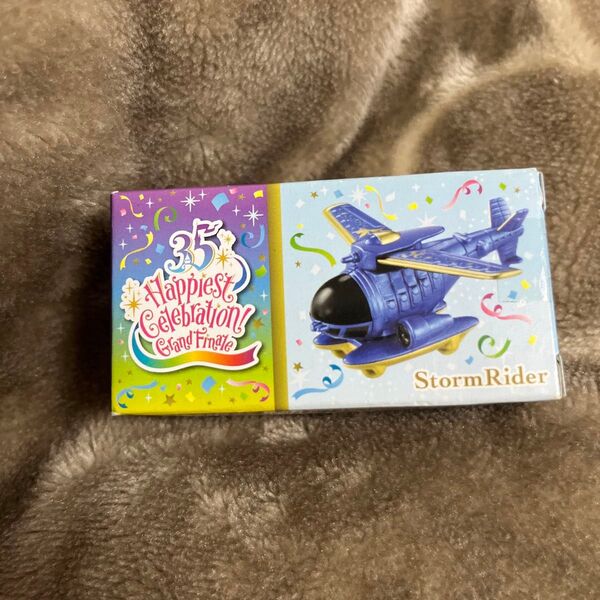 35
Happiest
Celebration!
Grand Finale
StormRider